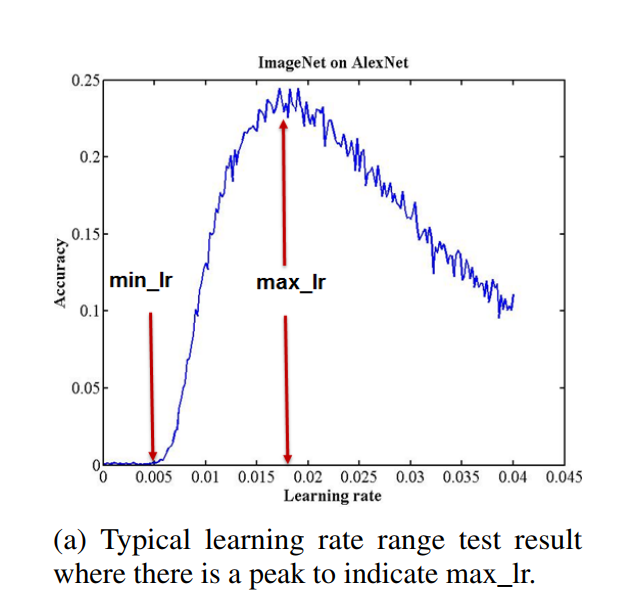 ImageNet on AlexNet
0.25
0.2
0.15
0.1
0.05
0
Accuracy
min_lr
max_lr
0 0.005 0.01 0.015 0.02 0.025 0.03 0.035 0.04 0.045
Learning rate
(a) Typical learning rate range test result
where there is a peak to indicate max_lr.